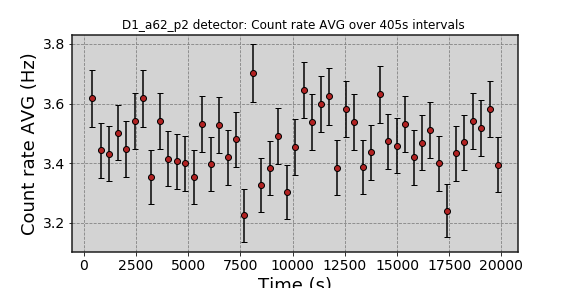 D1_a62_p2 detector: Count rate AVG over 405s intervals
Count rate AVG (Hz)
3.8
3.6
3.4
3.2
0 2500 5000 7500 10000 12500 15000 17500 20000
Time (s)